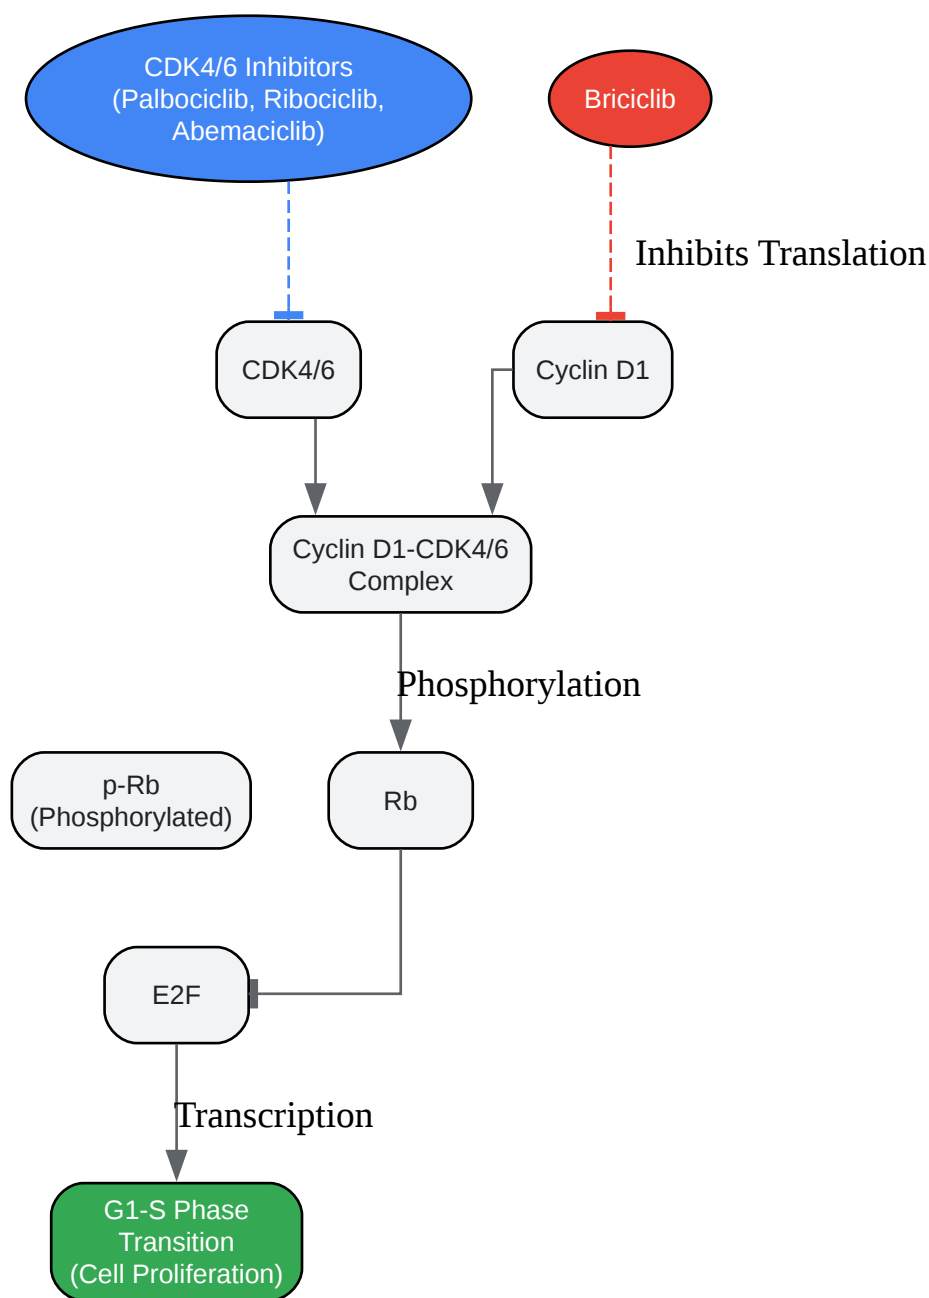 CDK4/6 Inhibitors
(Palbociclib, Ribociclib,
Abemaciclib)
Briciclib
Inhibits Translation
CDK4/6
Cyclin D1
Cyclin D1-CDK4/6
Complex
Phosphorylation
p-Rb
(Phosphorylated)
Rb
E2F
Transcription
G1-S Phase
Transition
(Cell Proliferation)